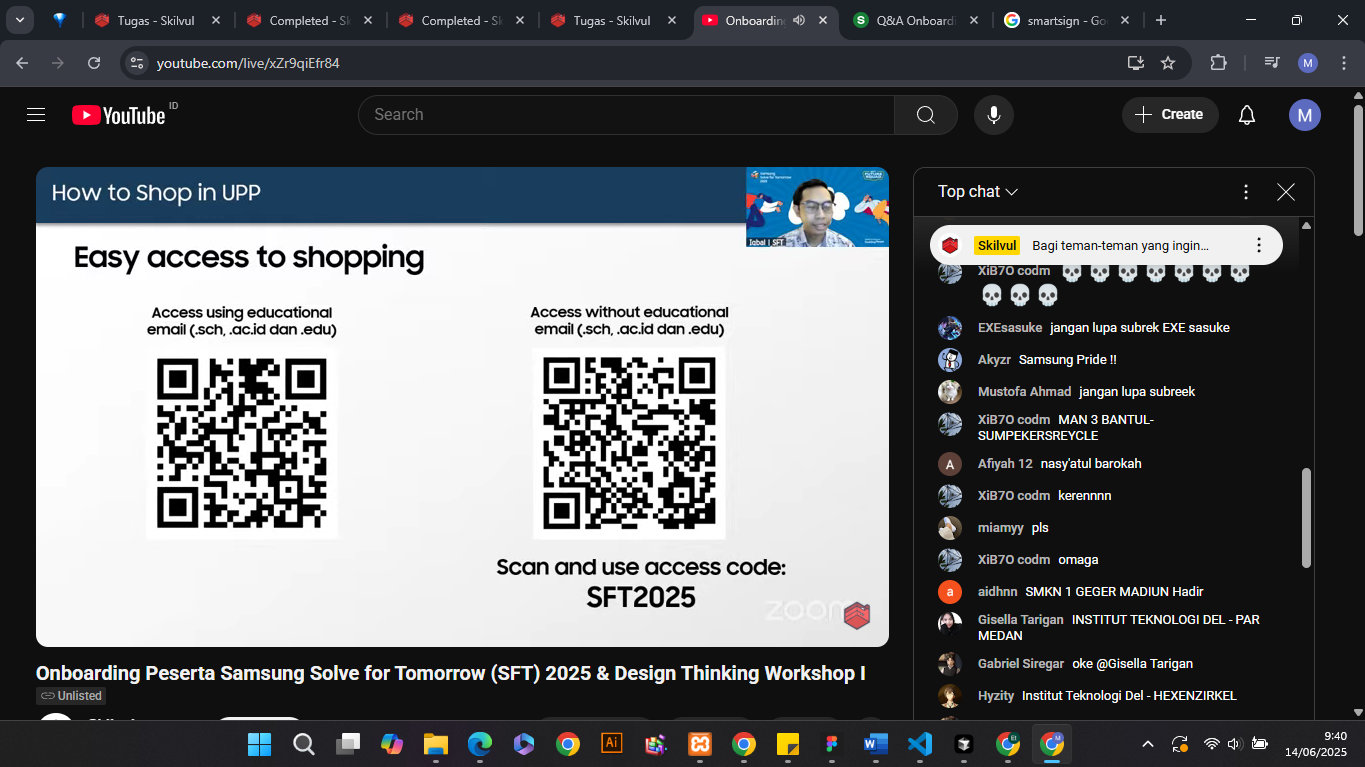 Tugas - Skilvul
Completed - Sk
Completed - Sk
Tugas - Skilvul
Onboarding
Q&A Onboardi
smartsign - Go
youtube.com/live/xZr9qiEfr84
M
YouTube
ID
Search
Create
M
How to Shop in UPP
Iqbal | SFT
Easy access to shopping
Access using educational
email (.sch, .ac.id dan .edu)
Access without educational
email (.sch, .ac.id dan .edu)
Scan and use access code:
SFT2025
zoom
Onboarding Peserta Samsung Solve for Tomorrow (SFT) 2025 & Design Thinking Workshop I
Unlisted
Top chat
Skilvul Bagi teman-teman yang ingin...
XiB7O codm 💀💀💀💀💀💀💀
💀💀💀
EXEsasuke jangan lupa subrek EXE sasuke
Akyzr Samsung Pride !!
Mustofa Ahmad jangan lupa subreek
XiB7O codm MAN 3 BANTUL-
SUMPEKERSREYCLE
A
Afiyah 12 nasy'atul barokah
XiB7O codm kerennnn
miamyy pls
XiB7O codm omaga
a
aidhnn SMKN 1 GEGER MADIUN Hadir
Gisella Tarigan INSTITUT TEKNOLOGI DEL - PAR
MEDAN
Gabriel Siregar oke @Gisella Tarigan
Hyzity Institut Teknologi Del - HEXENZIRKEL
Ai
9:40
14/06/2025